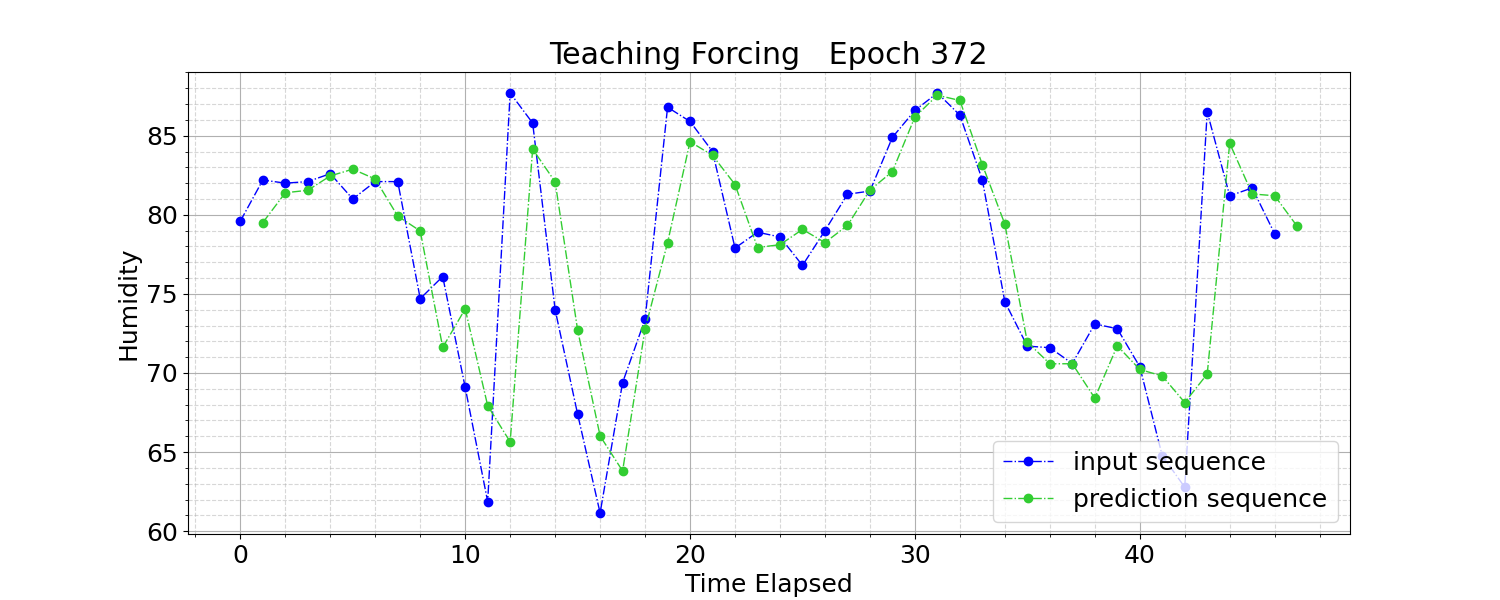 Teaching Forcing   Epoch 372
Humidity
85
80
75
70
65
60
0
10
20
30
40
Time Elapsed
input sequence
prediction sequence